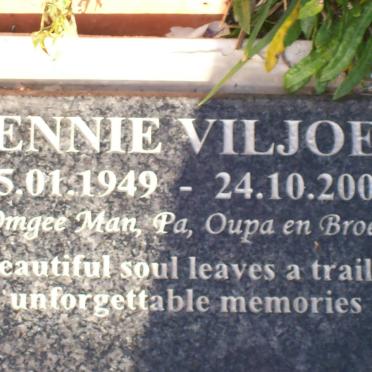 ENNIE VILJOE
5.01.1949 - 24.10.200
Omgee Man, Pa, Oupa en Broe
eautiful soul leaves a trail
unforgettable memories